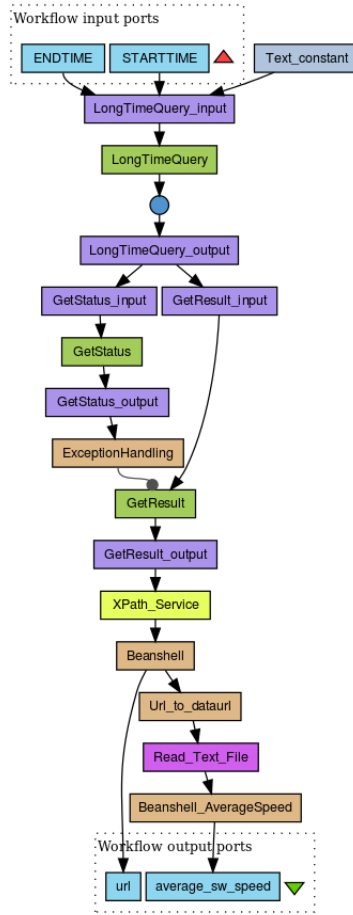 Workflow input ports
ENDTIME
STARTTIME
Text_constant
LongTimeQuery_input
LongTimeQuery
LongTimeQuery_output
GetStatus_input
GetResult_input
GetStatus
GetStatus_output
ExceptionHandling
GetResult
GetResult_output
XPath_Service
Beanshell
Url_to_dataurl
Read_Text_File
Beanshell_AverageSpeed
Workflow output ports
url
average_sw_speed